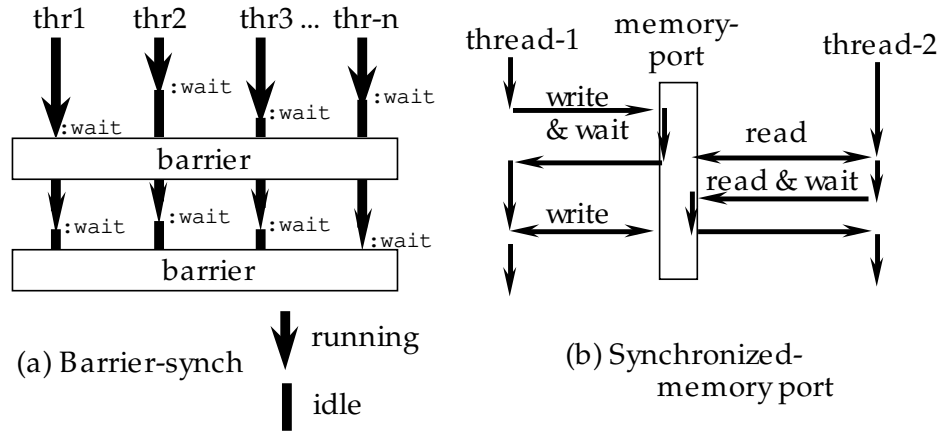 thr1 thr2 thr3 ... thr-n
:wait
:wait
:wait
:wait
barrier
:wait
:wait
:wait
:wait
barrier
running
(a) Barrier-synch
idle
thread-1
memory-
port
thread-2
write
& wait
read
read & wait
write
(b) Synchronized-
memory port